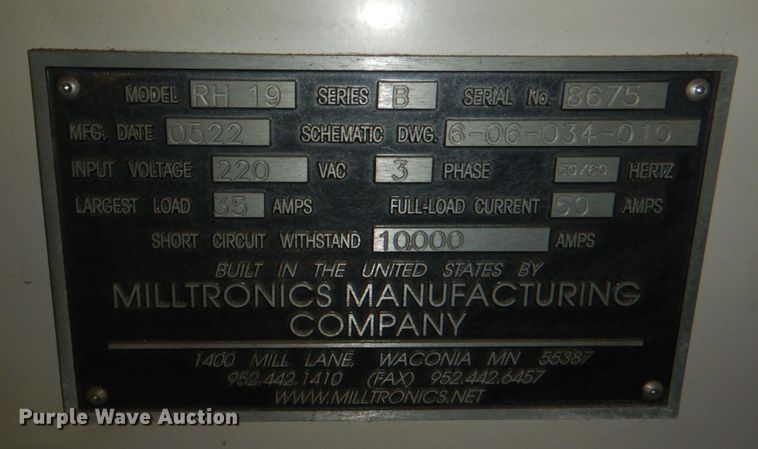 MODEL RH 19 SERIES B SERIAL No. 8675
MFG. DATE 0522 SCHEMATIC DWG. 6-06-034-010
INPUT VOLTAGE 220 VAC 3 PHASE 50/60 HERTZ
LARGEST LOAD 35 AMPS FULL-LOAD CURRENT 50 AMPS
SHORT CIRCUIT WITHSTAND 10,000 AMPS
BUILT IN THE UNITED STATES BY
MILLTRONICS MANUFACTURING
COMPANY
1400 MILL LANE, WACONIA MN 55387
952.442.1410 (FAX) 952.442.6457
WWW.MILLTRONICS.NET
Purple Wave Auction